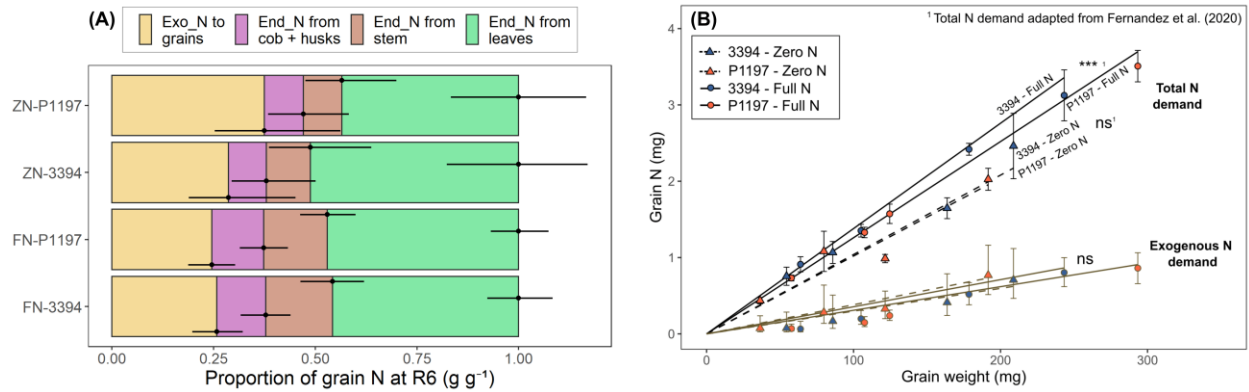 (A)
Exo_N to
grains
End_N from
cob + husks
End_N from
stem
End_N from
leaves
ZN-P1197
ZN-3394
FN-P1197
FN-3394
0.00 0.25 0.50 0.75 1.00
Proportion of grain N at R6 (g g⁻¹)
(B)
¹ Total N demand adapted from Fernandez et al. (2020)
3394 - Zero N
P1197 - Zero N
3394 - Full N
P1197 - Full N
*** ¹
3394 - Full N
P1197 - Full N
Total N
demand
ns¹
3394 - Zero N
P1197 - Zero N
Exogenous N
demand
ns
4
3
2
1
0
Grain N (mg)
0 100 200 300
Grain weight (mg)